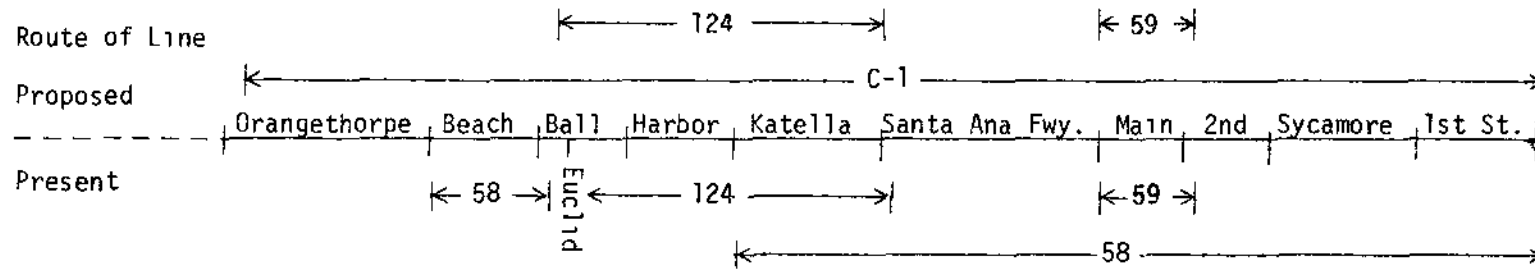 124 59
Route of Line
C-1
Proposed
Orangethorpe Beach Ball Harbor Katella Santa Ana Fwy. Main 2nd Sycamore 1st St.
Present
58 Euclid 124 59
58